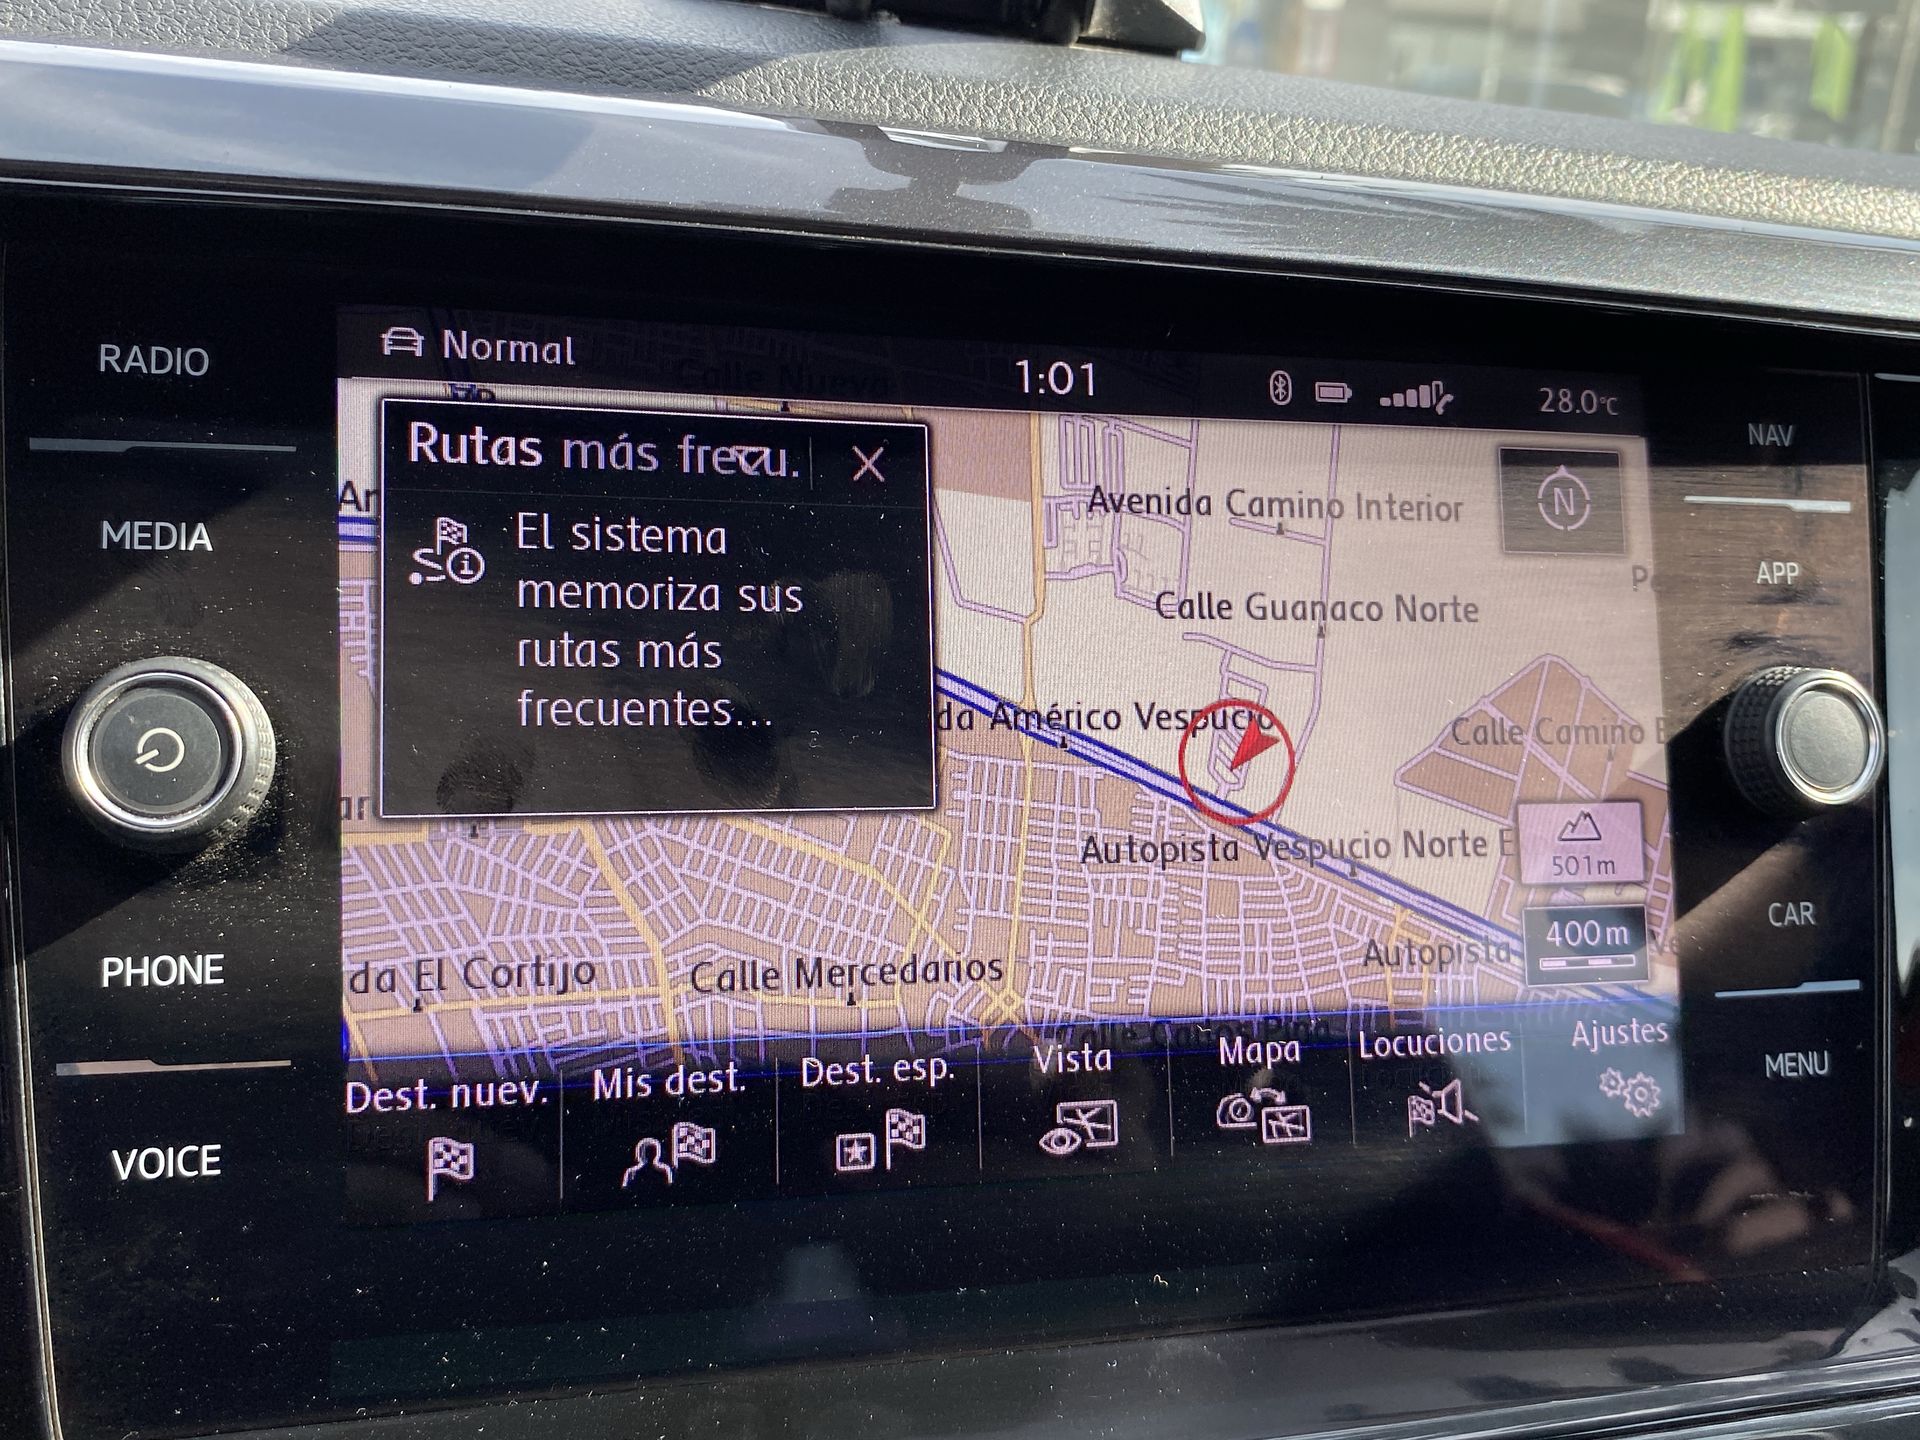 RADIO
MEDIA
PHONE
VOICE
Normal
1:01
28.0°C
Rutas más frecu.
El sistema
memoriza sus
rutas más
frecuentes...
N
Avenida Camino Interior
Calle Guanaco Norte
da Américo Vespucio
Calle Camino
Autopista Vespucio Norte E
501m
400m
Autopista
da El Cortijo
Calle Mercedarios
Dest. nuev.
Mis dest.
Dest. esp.
Vista
Mapa
Locuciones
Ajustes
NAV
APP
CAR
MENU